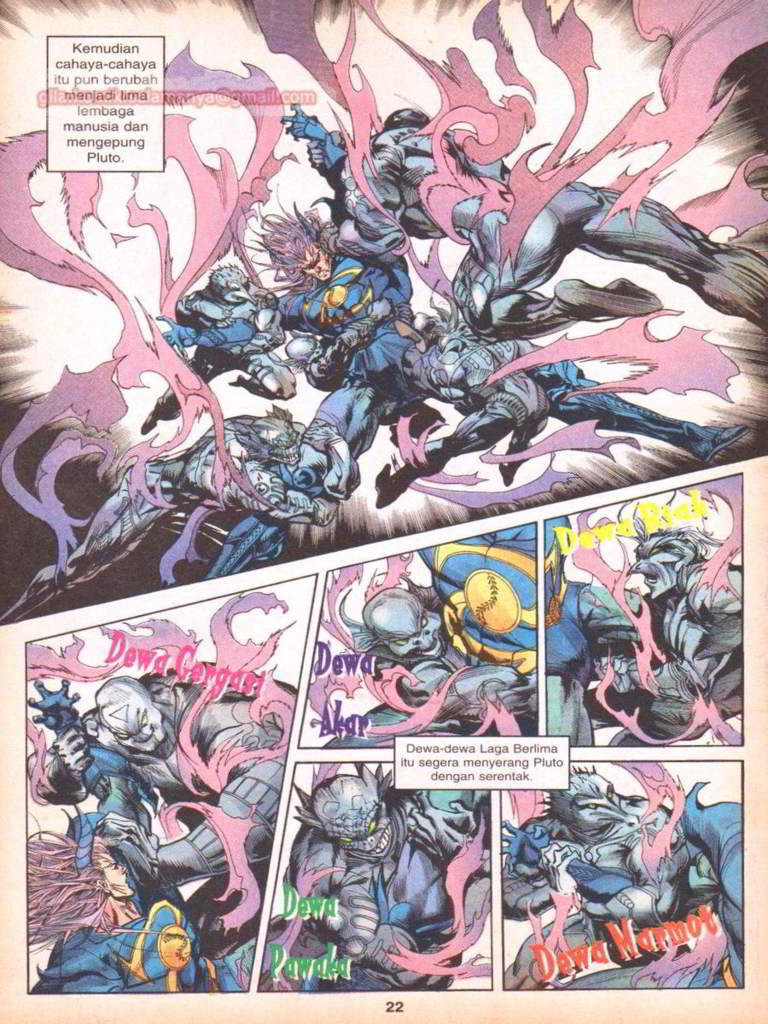 Kemudian
cahaya-cahaya
itu pun berubah
menjadi lima
lembaga
manusia dan
mengepung
Pluto.
Dewa Riak
Dewa Gergasi
Dewa
Akar
Dewa-dewa Laga Berlima
itu segera menyerang Pluto
dengan serentak.
Dewa
Pawaka
Dewa Marmot
22